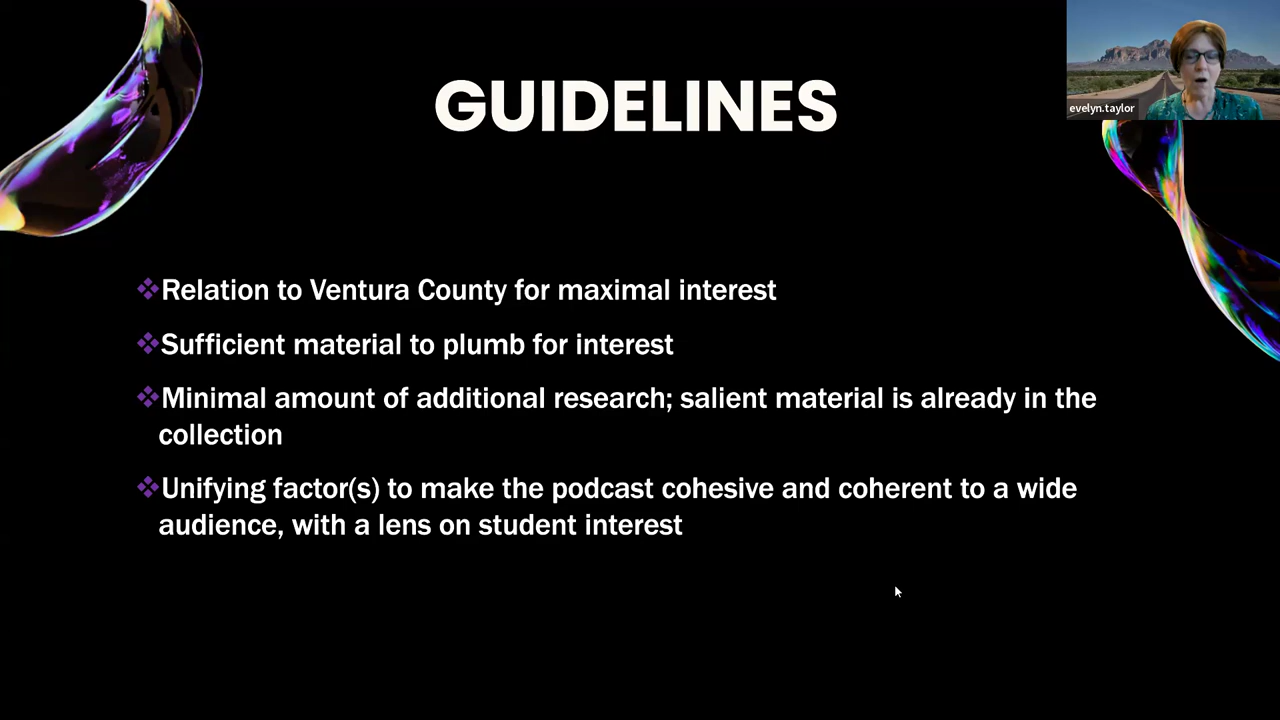 GUIDELINES
evelyn.taylor
❖Relation to Ventura County for maximal interest
❖Sufficient material to plumb for interest
❖Minimal amount of additional research; salient material is already in the
collection
❖Unifying factor(s) to make the podcast cohesive and coherent to a wide
audience, with a lens on student interest